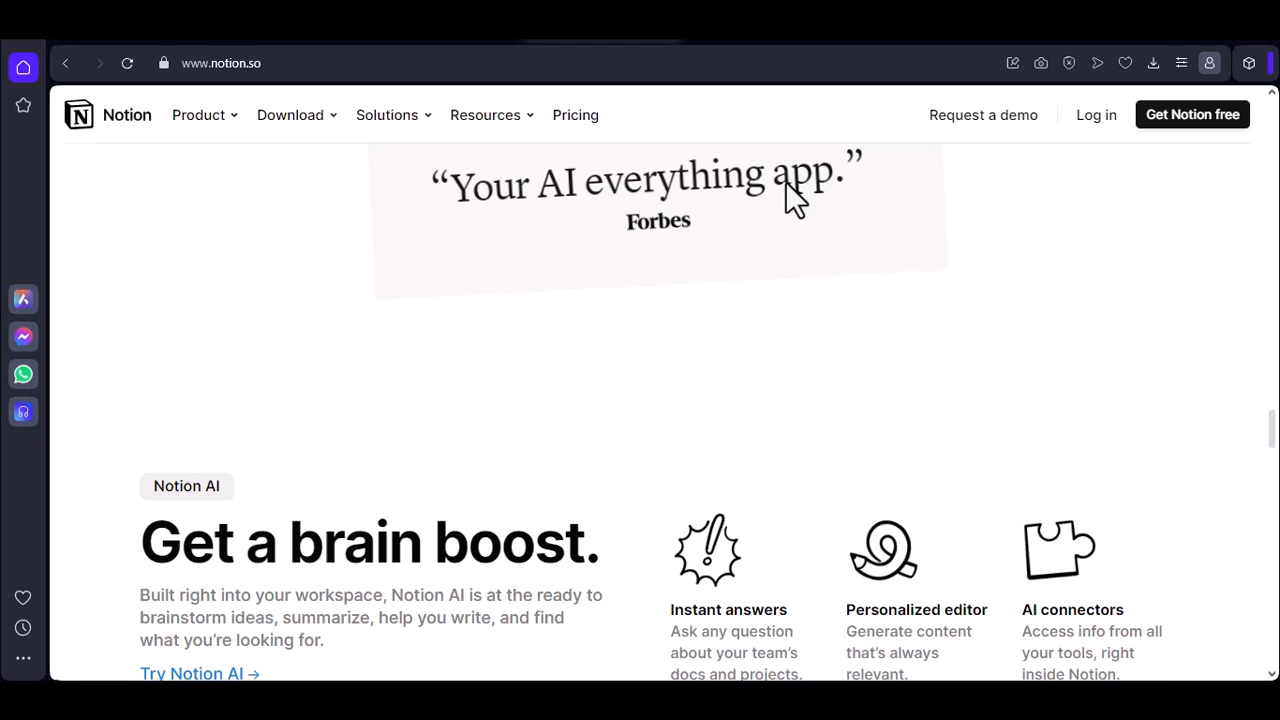 www.notion.so
Notion Product Download Solutions Resources Pricing Request a demo Log in Get Notion free
“Your AI everything app.”
Forbes
Notion AI
Get a brain boost.
Built right into your workspace, Notion AI is at the ready to
brainstorm ideas, summarize, help you write, and find
what you’re looking for.
Try Notion AI →
Instant answers
Ask any question
about your team’s
docs and projects.
Personalized editor
Generate content
that’s always
relevant.
AI connectors
Access info from all
your tools, right
inside Notion.